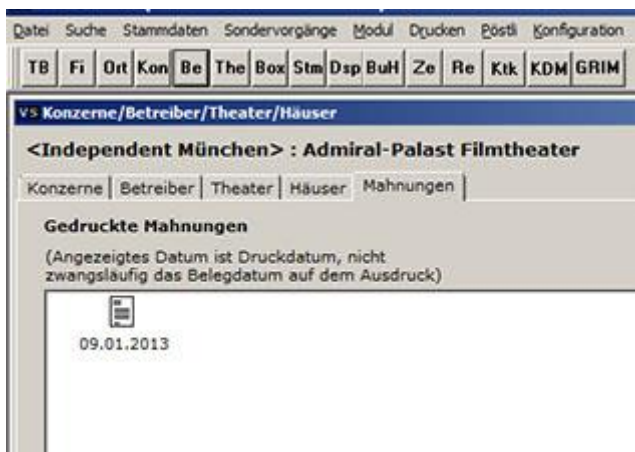 Datei Suche Stammdaten Sondervorgänge Modul Drucken Pöstli Konfiguration
TB Fi Ort Kon Be The Box Stm Dsp BuH Ze Re Ktk KDM GRIM
VS Konzerne/Betreiber/Theater/Häuser
<Independent München> : Admiral-Palast Filmtheater
Konzerne Betreiber Theater Häuser Mahnungen
Gedruckte Mahnungen
(Angezeigtes Datum ist Druckdatum, nicht
zwangsläufig das Belegdatum auf dem Ausdruck)
09.01.2013